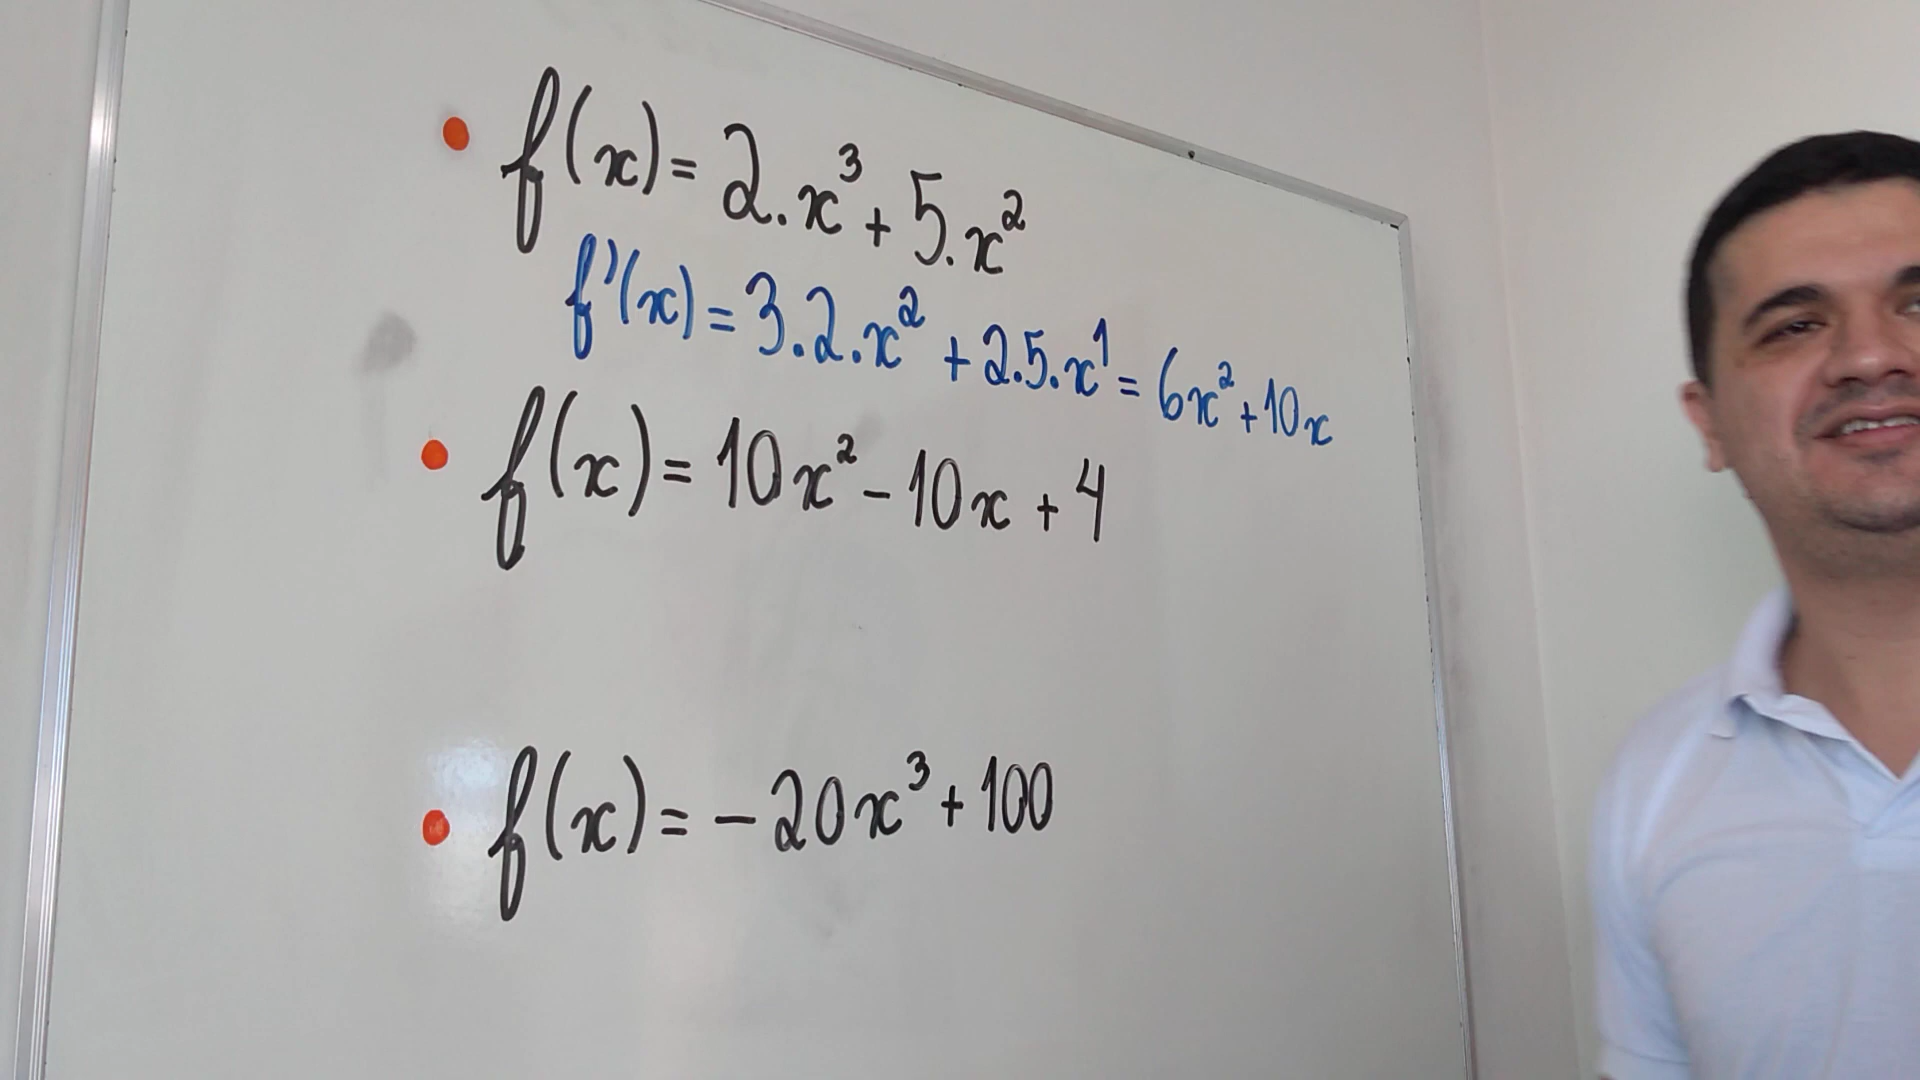 • f(x) = 2.x³ + 5.x²
f'(x) = 3.2.x² + 2.5.x¹ = 6x² + 10x
• f(x) = 10x² - 10x + 4
• f(x) = -20x³ + 100